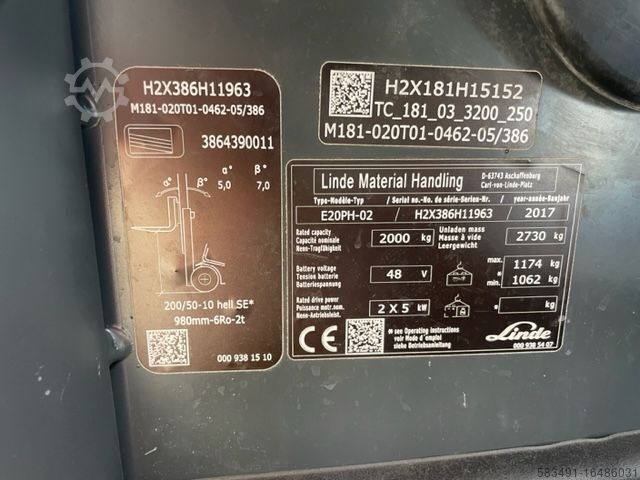 H2X386H11963
M181-020T01-0462-05/386
3864390011
α° β° α° β°
5,0 7,0
200/50-10 hell SE*
980mm-6Ro-2t
000 938 15 10
H2X181H15152
TC_181_03_3200_250
M181-020T01-0462-05/386
Linde Material Handling
D-63743 Aschaffenburg
Carl-von-Linde-Platz
Type-Modèle-Typ / Serial no.-No. de série-Serien-Nr. / year-année-Baujahr
E20PH-02 / H2X386H11963 / 2017
Rated capacity
Capacité nominale
Nenn-Tragfähigkeit
2000 kg
Unladen mass
Masse à vide
Leergewicht
2730 kg
Battery voltage
Tension batterie
Batteriespannung
48 V
max. 1174 kg
*
min. 1062 kg
Rated drive power
Puissance motr.nom.
Nenn-Antriebsleist.
2 X 5 kW
* kg
CE
* see Operating Instructions
voir Mode d'emploi
siehe Betriebsanleitung
Linde
000 938 54 07
583491-16486031